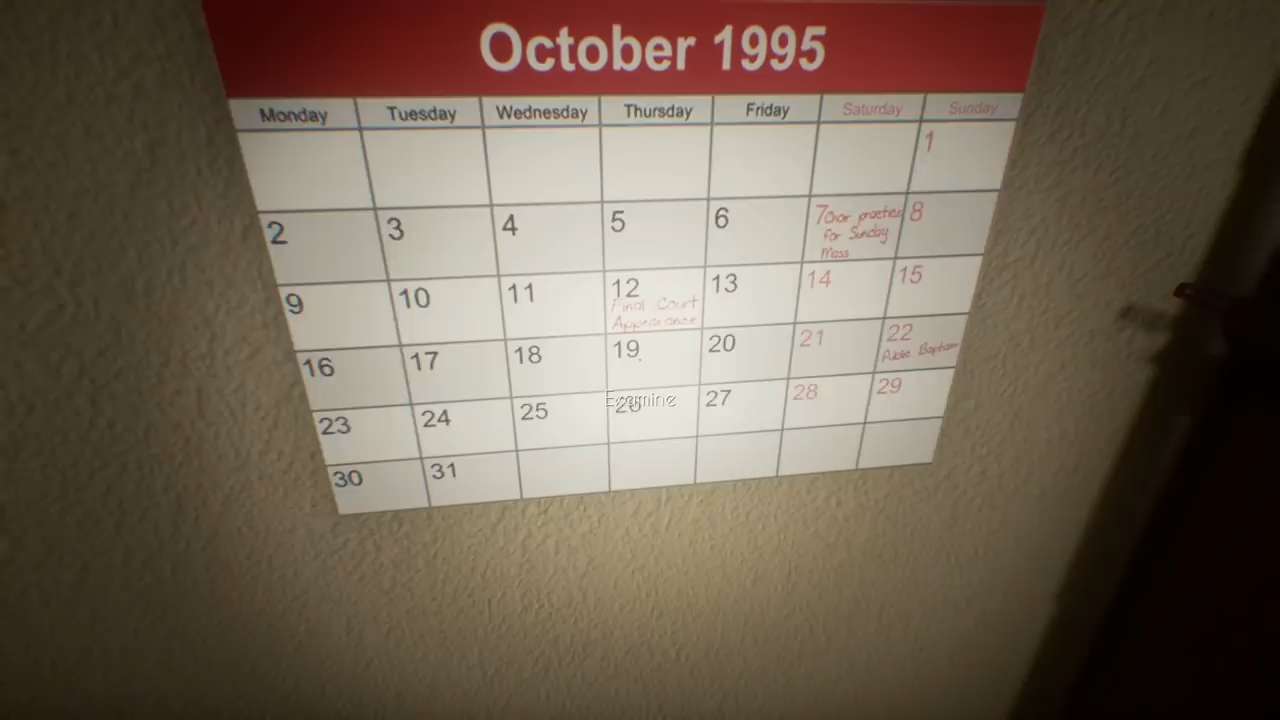 October 1995
Monday Tuesday Wednesday Thursday Friday Saturday Sunday
1
2 3 4 5 6 7 Choir practice 8
for Sunday
Mass
9 10 11 12 13 14 15
Final Court
Appearance
16 17 18 19 20 21 22
Baptism
23 24 25 26 27 28 29
Examine
30 31